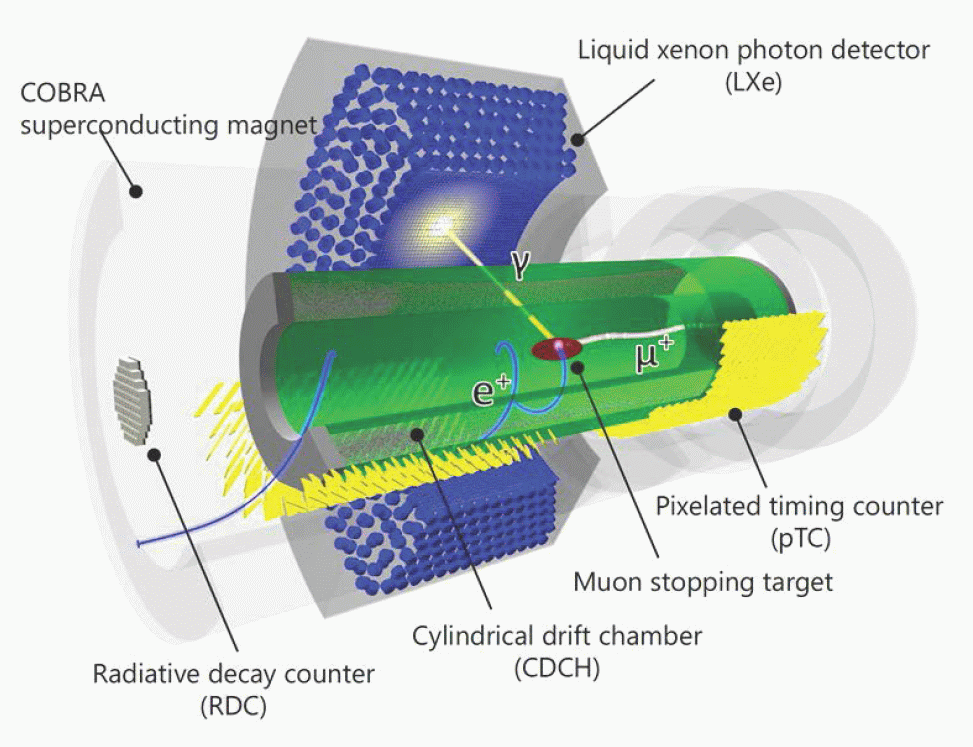 Liquid xenon photon detector
(LXe)
COBRA
superconducting magnet
γ
μ+
e+
Pixelated timing counter
(pTC)
Muon stopping target
Cylindrical drift chamber
(CDCH)
Radiative decay counter
(RDC)